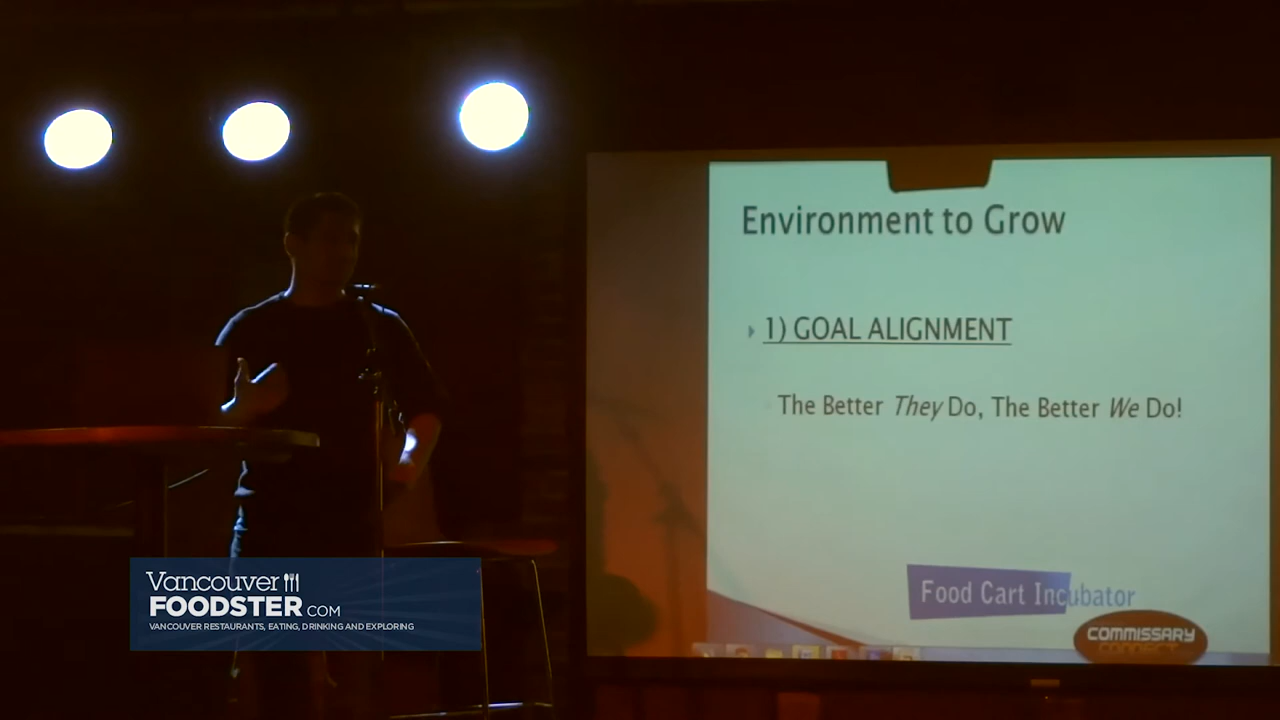 Environment to Grow
1) GOAL ALIGNMENT
The Better They Do, The Better We Do!
Food Cart Incubator
COMMISSARY
CONNECT
Vancouver
FOODSTER.COM
VANCOUVER RESTAURANTS, EATING, DRINKING AND EXPLORING